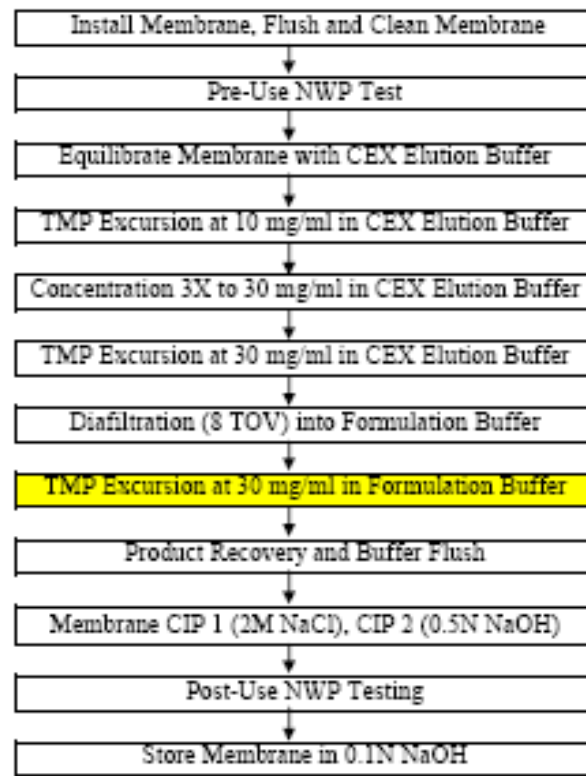 Install Membrane, Flush and Clean Membrane
Pre-Use NWP Test
Equilibrate Membrane with CEX Elution Buffer
TMP Excursion at 10 mg/ml in CEX Elution Buffer
Concentration 3X to 30 mg/ml in CEX Elution Buffer
TMP Excursion at 30 mg/ml in CEX Elution Buffer
Diafiltration (8 TOV) into Formulation Buffer
TMP Excursion at 30 mg/ml in Formulation Buffer
Product Recovery and Buffer Flush
Membrane CIP 1 (2M NaCl), CIP 2 (0.5N NaOH)
Post-Use NWP Testing
Store Membrane in 0.1N NaOH